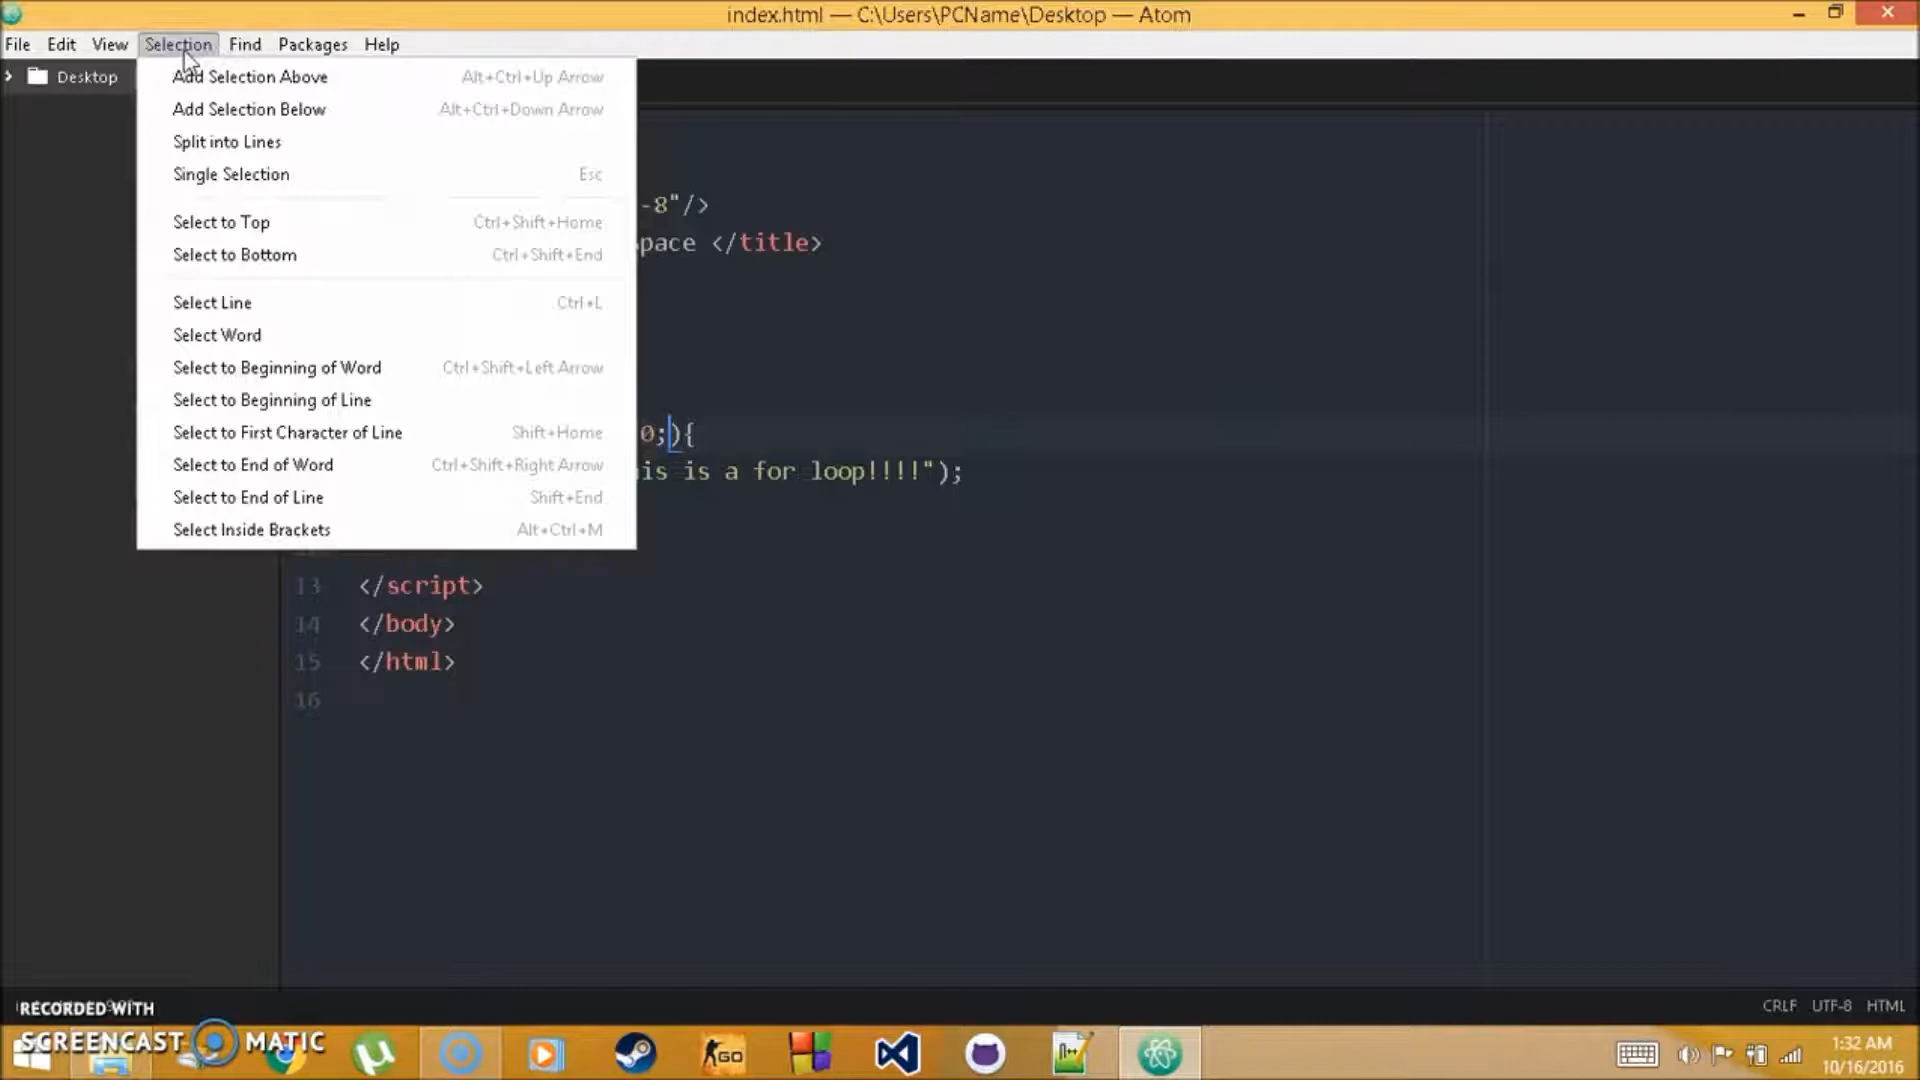 index.html — C:\Users\PCName\Desktop — Atom
File Edit View Selection Find Packages Help
Desktop
Add Selection Above Alt+Ctrl+Up Arrow
Add Selection Below Alt+Ctrl+Down Arrow
Split into Lines
Single Selection Esc
Select to Top Ctrl+Shift+Home
Select to Bottom Ctrl+Shift+End
Select Line Ctrl+L
Select Word
Select to Beginning of Word Ctrl+Shift+Left Arrow
Select to Beginning of Line
Select to First Character of Line Shift+Home
Select to End of Word Ctrl+Shift+Right Arrow
Select to End of Line Shift+End
Select Inside Brackets Alt+Ctrl+M
-8"/>
pace </title>
0;){
is is a for loop!!!!");
13 </script>
14 </body>
15 </html>
16
RECORDED WITH
SCREENCAST MATIC
CRLF UTF-8 HTML
GO
1:32 AM
10/16/2016